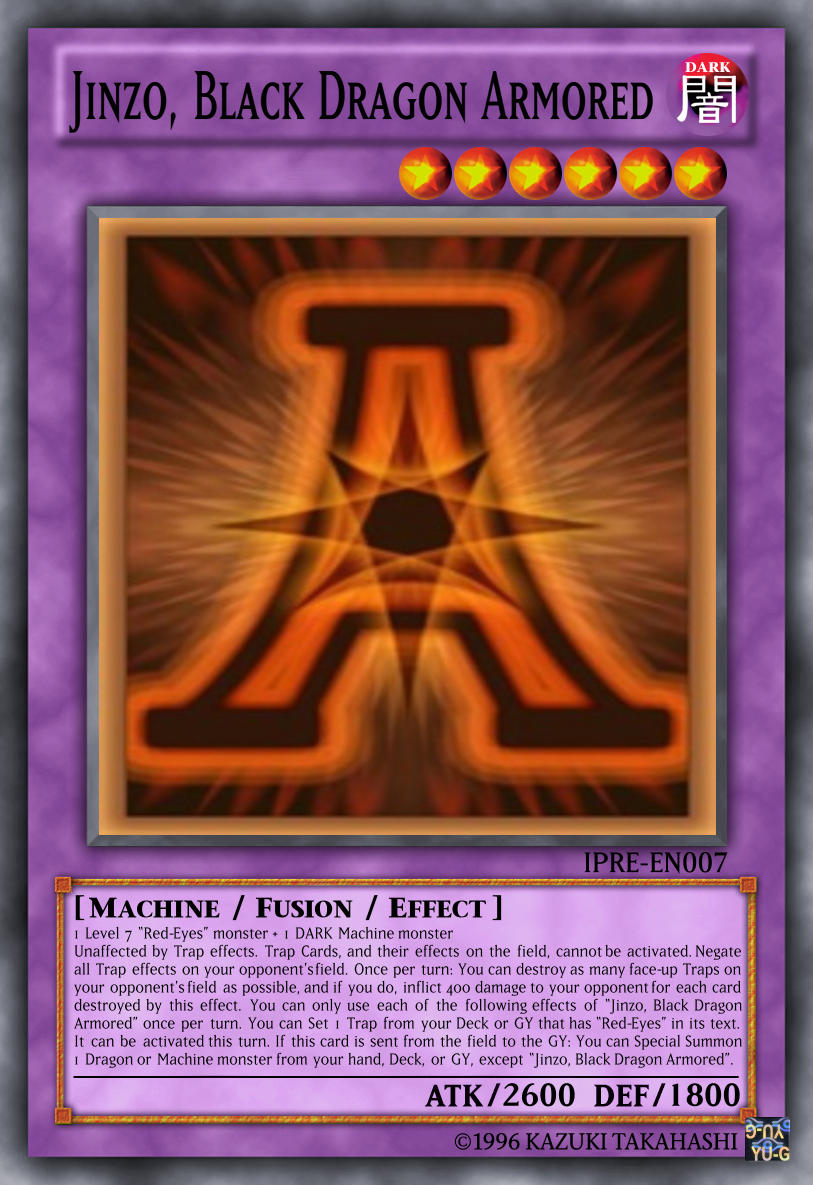 Jinzo, Black Dragon Armored
DARK
闇
A
IPRE-EN007
[ Machine / Fusion / Effect ]
1 Level 7 "Red-Eyes" monster + 1 DARK Machine monster
Unaffected by Trap effects. Trap Cards, and their effects on the field, cannot be activated. Negate
all Trap effects on your opponent's field. Once per turn: You can destroy as many face-up Traps on
your opponent's field as possible, and if you do, inflict 400 damage to your opponent for each card
destroyed by this effect. You can only use each of the following effects of "Jinzo, Black Dragon
Armored" once per turn. You can Set 1 Trap from your Deck or GY that has "Red-Eyes" in its text.
It can be activated this turn. If this card is sent from the field to the GY: You can Special Summon
1 Dragon or Machine monster from your hand, Deck, or GY, except "Jinzo, Black Dragon Armored".
ATK/2600 DEF/1800
©1996 KAZUKI TAKAHASHI
YU-G